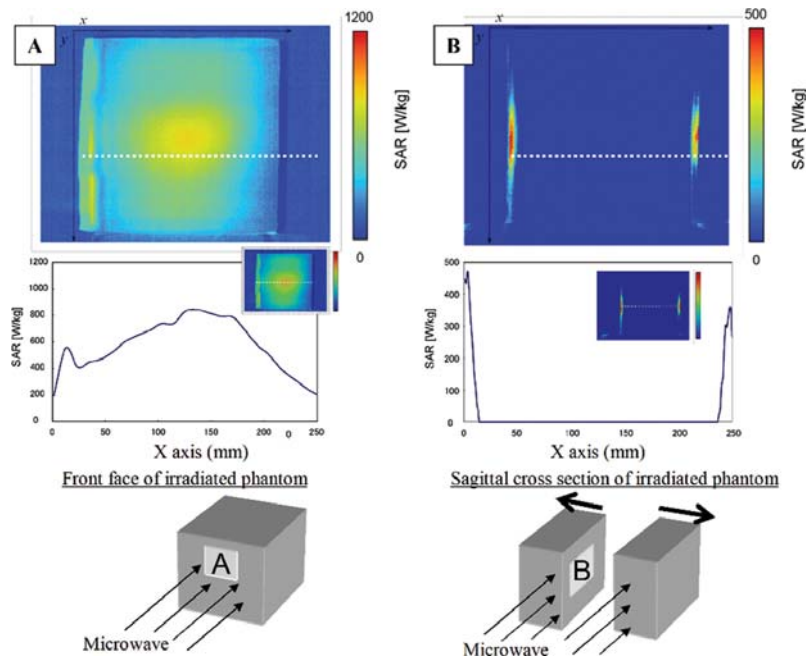 A
x
y
1200
0
SAR [W/kg]
B
x
y
500
0
SAR [W/kg]
1200
1000
800
600
400
200
0
SAR [W/kg]
0
50
100
150
200
0
250
X axis (mm)
500
400
300
200
100
0
SAR [W/kg]
0
50
100
150
200
250
X axis (mm)
Front face of irradiated phantom
Sagittal cross section of irradiated phantom
A
Microwave
B
Microwave